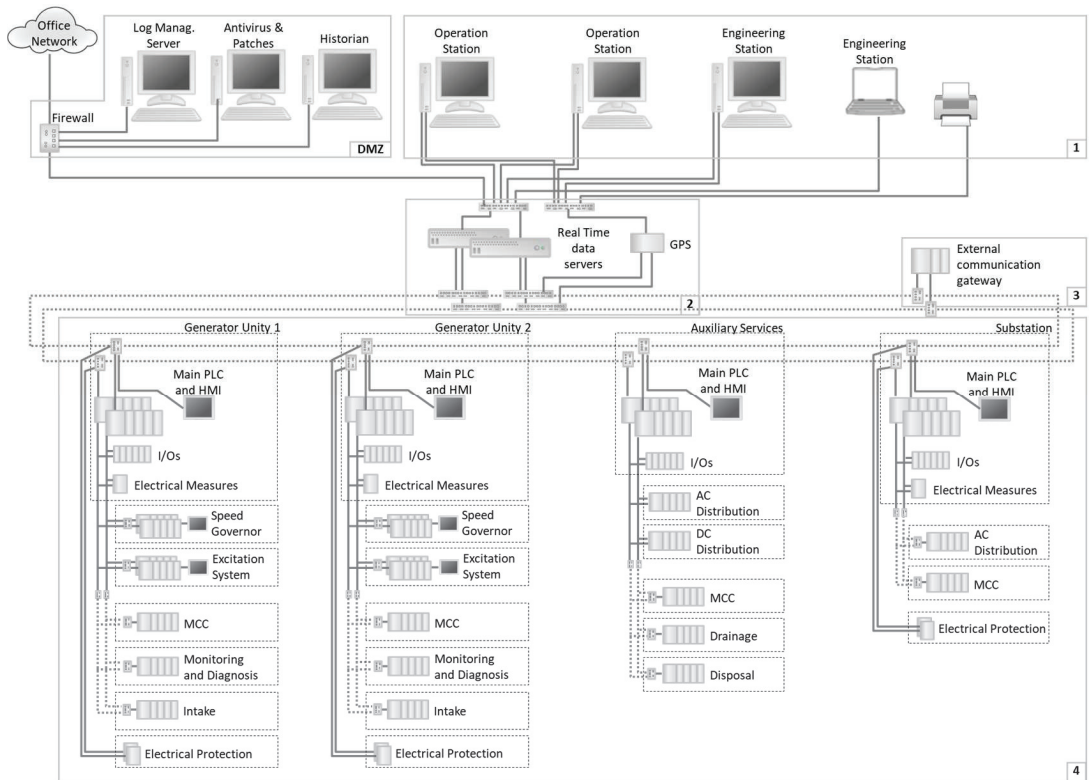 Office
Network
Log Manag.
Server
Antivirus &
Patches
Historian
Firewall
DMZ
Operation
Station
Operation
Station
Engineering
Station
Engineering
Station
1
Real Time
data
servers
GPS
2
External
communication
gateway
3
Generator Unity 1
Main PLC
and HMI
I/Os
Electrical Measures
Speed
Governor
Excitation
System
MCC
Monitoring
and Diagnosis
Intake
Electrical Protection
Generator Unity 2
Main PLC
and HMI
I/Os
Electrical Measures
Speed
Governor
Excitation
System
MCC
Monitoring
and Diagnosis
Intake
Electrical Protection
Auxiliary Services
Main PLC
and HMI
I/Os
AC
Distribution
DC
Distribution
MCC
Drainage
Disposal
Substation
Main PLC
and HMI
I/Os
Electrical Measures
AC
Distribution
MCC
Electrical Protection
4